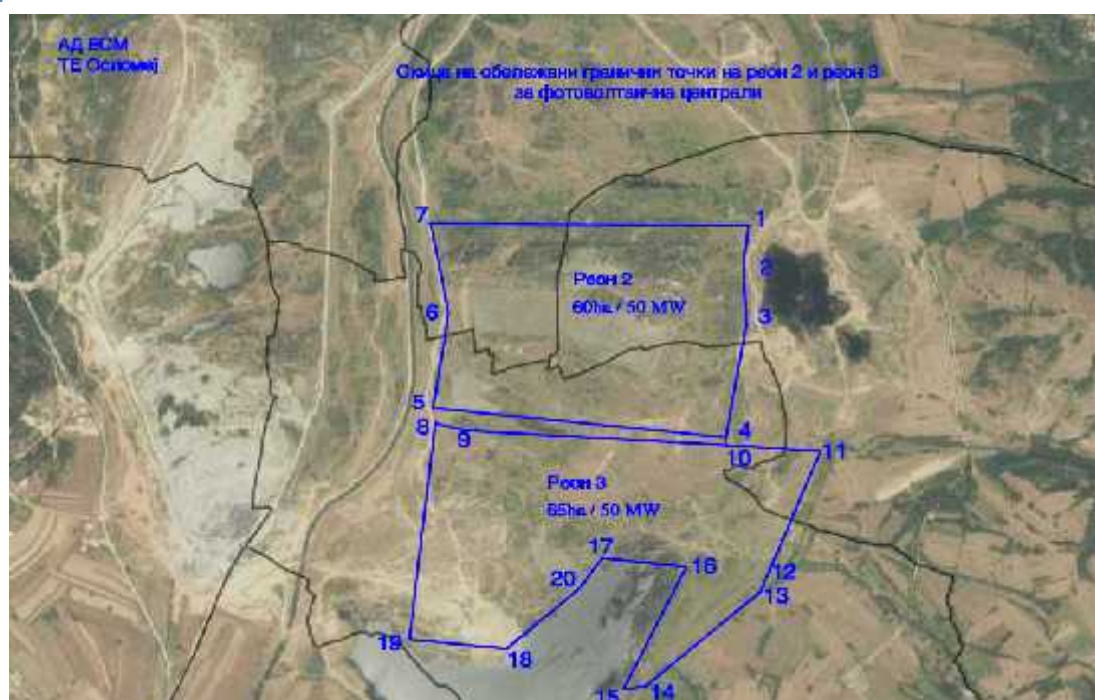 АД ЕСМ
ТЕ Осломеј
Скица на обележани гранични точки на реон 2 и реон 3
за фотоволтаична централи
7
1
2
Реон 2
60ha / 50 MW
6
3
5
4
8
9
10
11
Реон 3
65ha / 50 MW
17
16
20
12
13
19
18
14
15